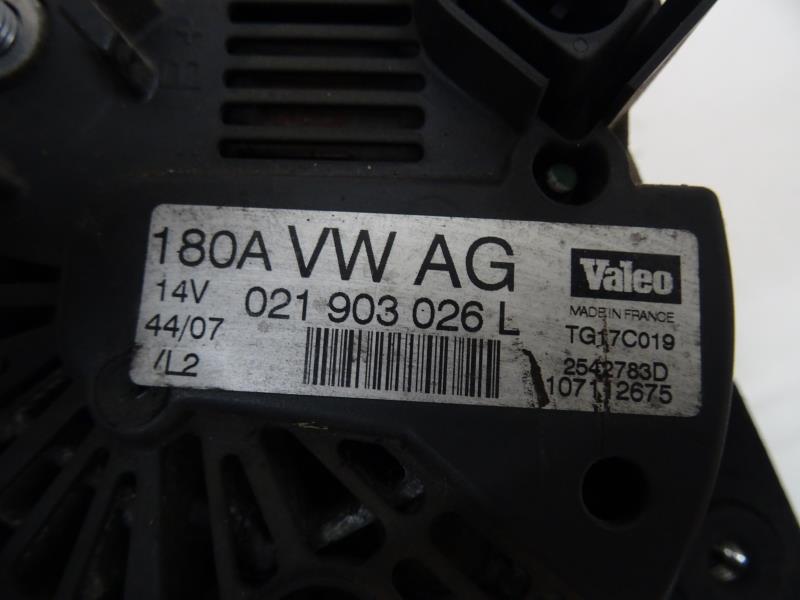 180A VW AG
14V 021 903 026 L
44/07
/L2
Valeo
MADE IN FRANCE
TG17C019
2542783D